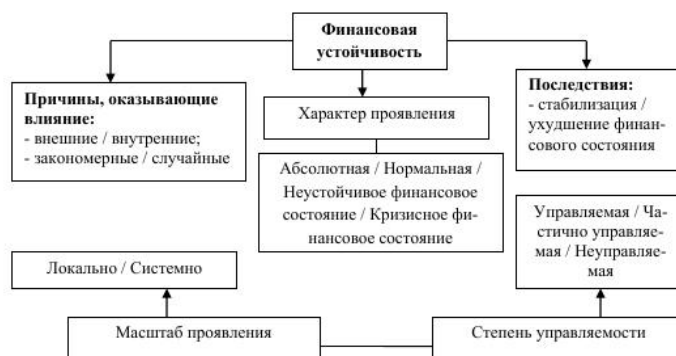 Финансовая
устойчивость
Причины, оказывающие
влияние:
- внешние / внутренние;
- закономерные / случайные
Характер проявления
Последствия:
- стабилизация /
ухудшение финан-
сового состояния
Абсолютная / Нормальная /
Неустойчивое финансовое
состояние / Кризисное фи-
нансовое состояние
Управляемая / Ча-
стично управляе-
мая / Неуправляе-
мая
Локально / Системно
Масштаб проявления
Степень управляемости